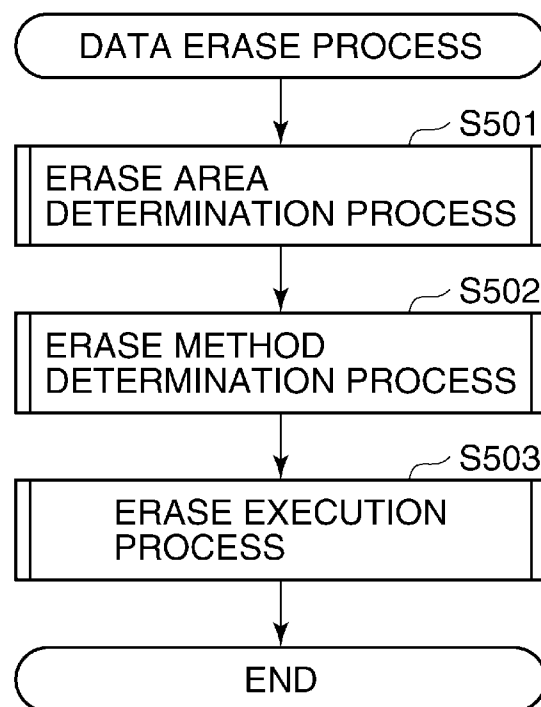 DATA ERASE PROCESS
S501
ERASE AREA
DETERMINATION PROCESS
S502
ERASE METHOD
DETERMINATION PROCESS
S503
ERASE EXECUTION
PROCESS
END